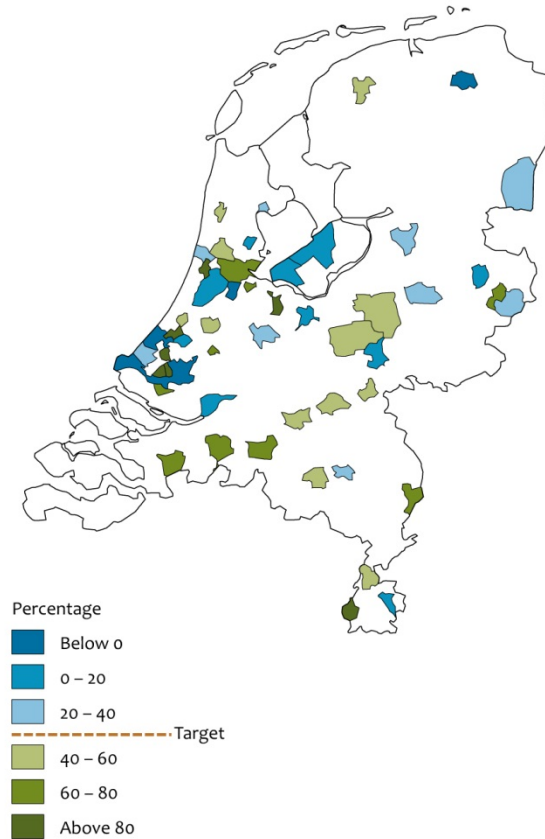 Percentage
Below 0
0 – 20
20 – 40
Target
40 – 60
60 – 80
Above 80